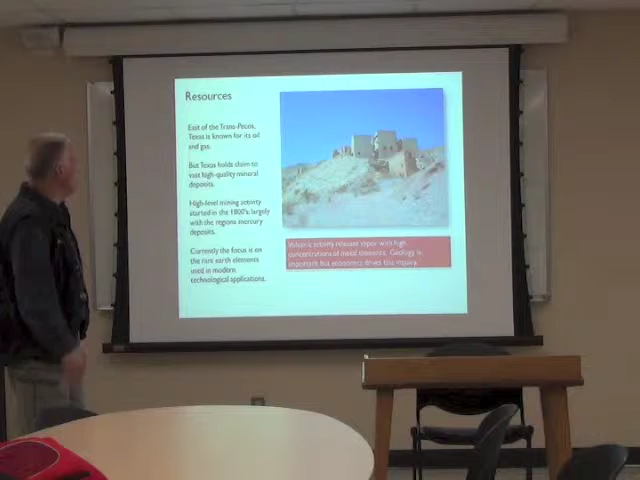 Resources
East of the Trans-Pecos,
Texas is known for its oil
and gas.
But Texas holds claim to
vast high-quality mineral
deposits.
High-level mining activity
started in the 1800's, largely
with the regions mercury
deposits.
Currently the focus is on
the rare earth elements
used in modern
technological applications.
Volcanic activity released vapor with high
concentrations of metal elements. Geology is
important but economics drives the